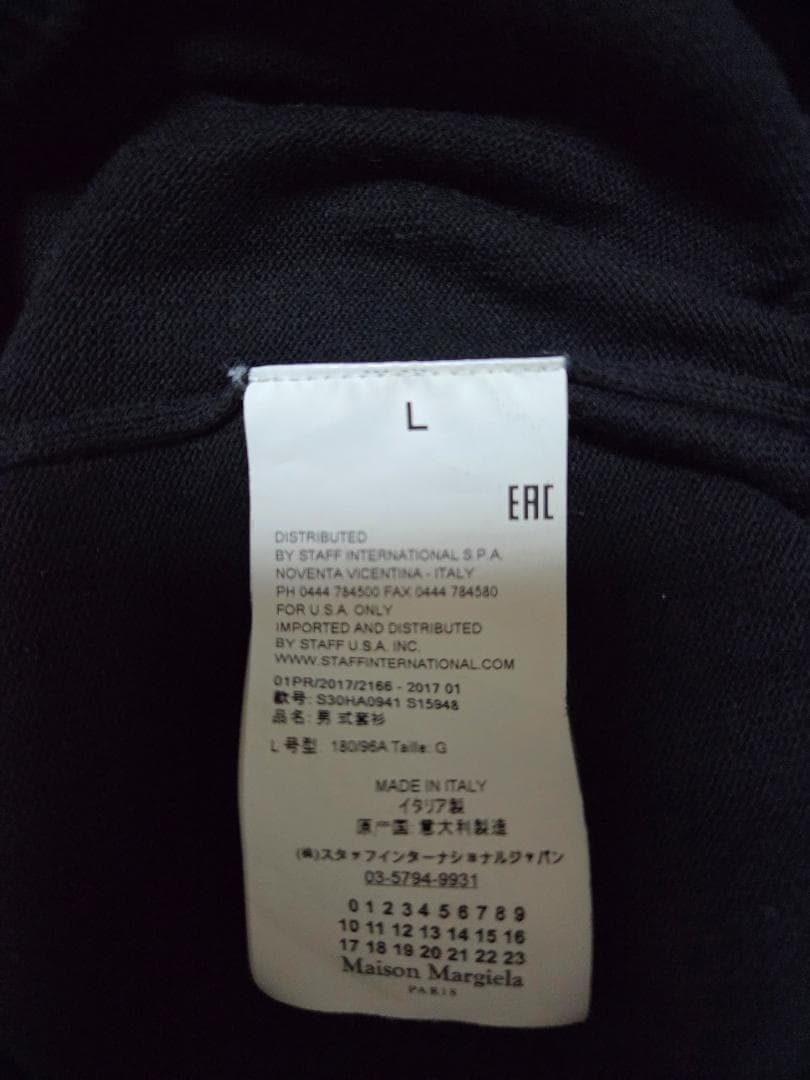 L
EAC
DISTRIBUTED
BY STAFF INTERNATIONAL S.P.A.
NOVENTA VICENTINA - ITALY
PH 0444 784500 FAX 0444 784580
FOR U.S.A. ONLY
IMPORTED AND DISTRIBUTED
BY STAFF U.S.A. INC.
WWW.STAFFINTERNATIONAL.COM
01PR/2017/2166 - 2017 01
款号: S30HA0941 S15948
品名: 男式套衫
L 号型: 180/96A Taille: G
MADE IN ITALY
イタリア製
原产国: 意大利製造
(株)スタッフインターナショナルジャパン
03-5794-9931
0 1 2 3 4 5 6 7 8 9
10 11 12 13 14 15 16
17 18 19 20 21 22 23
Maison Margiela
PARIS